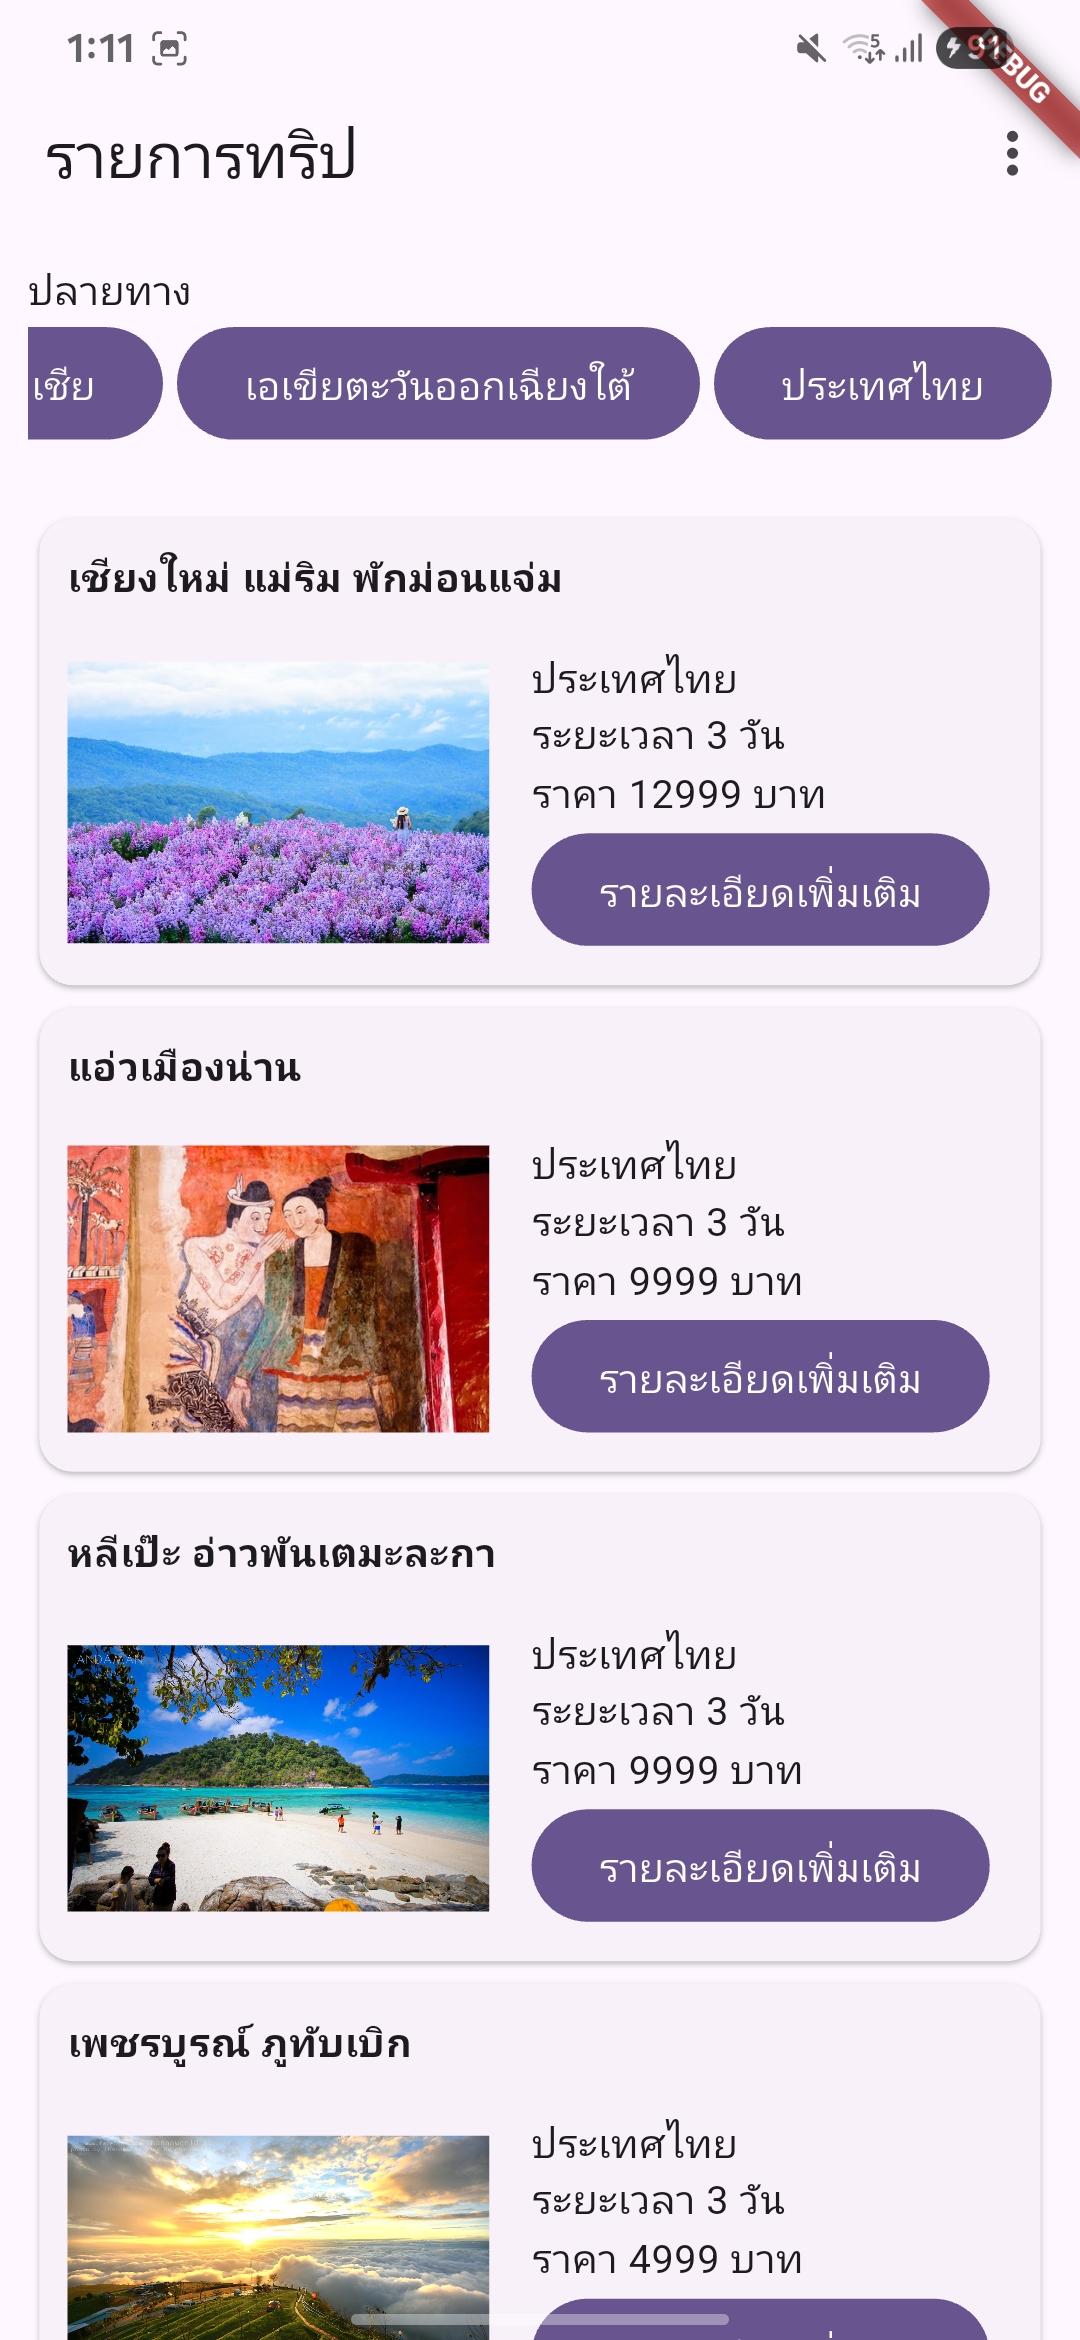 1:11
5
DEBUG
รายการทริป
ปลายทาง
เชีย
เอเขียตะวันออกเฉียงใต้
ประเทศไทย
เชียงใหม่ แม่ริม พักม่อนแจ่ม
ประเทศไทย
ระยะเวลา 3 วัน
ราคา 12999 บาท
รายละเอียดเพิ่มเติม
แอ่วเมืองน่าน
ประเทศไทย
ระยะเวลา 3 วัน
ราคา 9999 บาท
รายละเอียดเพิ่มเติม
หลีเป๊ะ อ่าวพันเตมะละกา
ANDAMAN
ประเทศไทย
ระยะเวลา 3 วัน
ราคา 9999 บาท
รายละเอียดเพิ่มเติม
เพชรบูรณ์ ภูทับเบิก
ประเทศไทย
ระยะเวลา 3 วัน
ราคา 4999 บาท